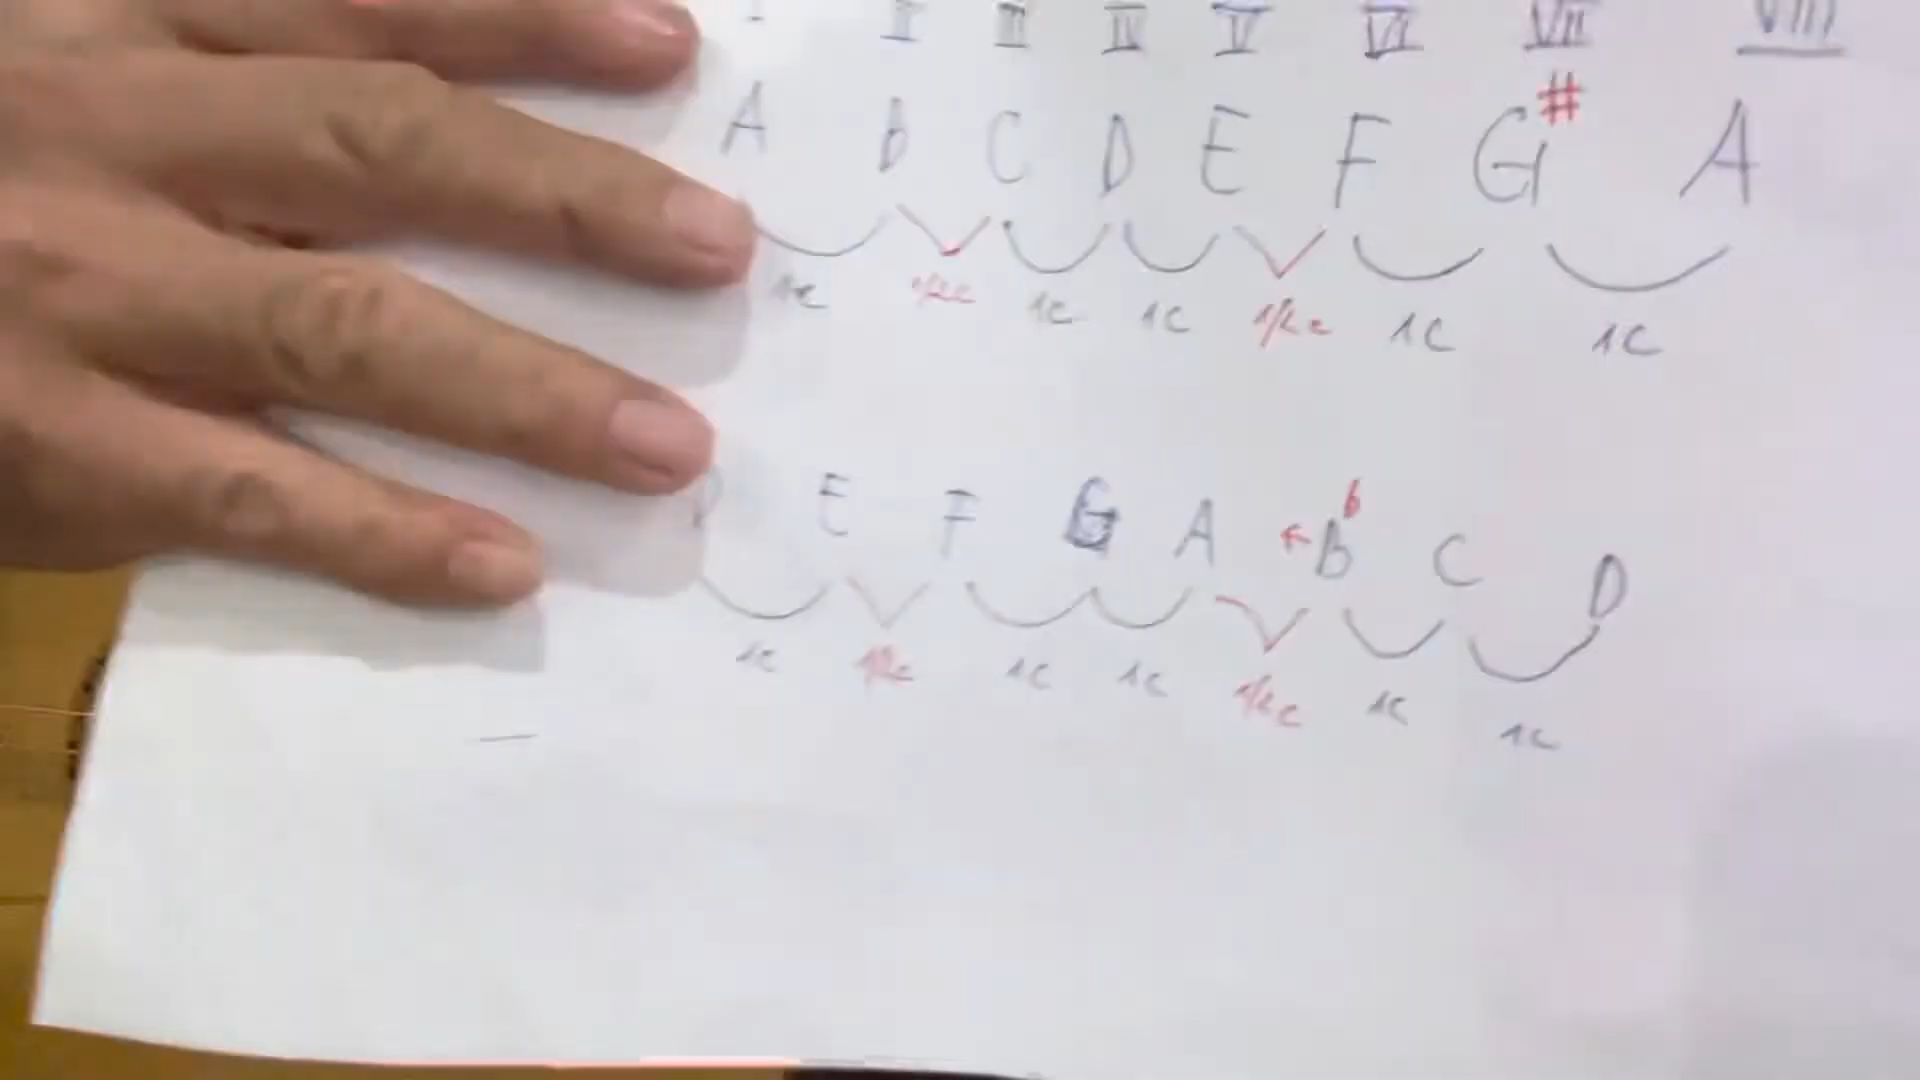 I II III IV V VI VII VIII
A B C D E F G# A
1c 1/2c 1c 1c 1/2c 1c 1c
D E F G A ←Bb C D
1c 1/2c 1c 1c 1/2c 1c 1c